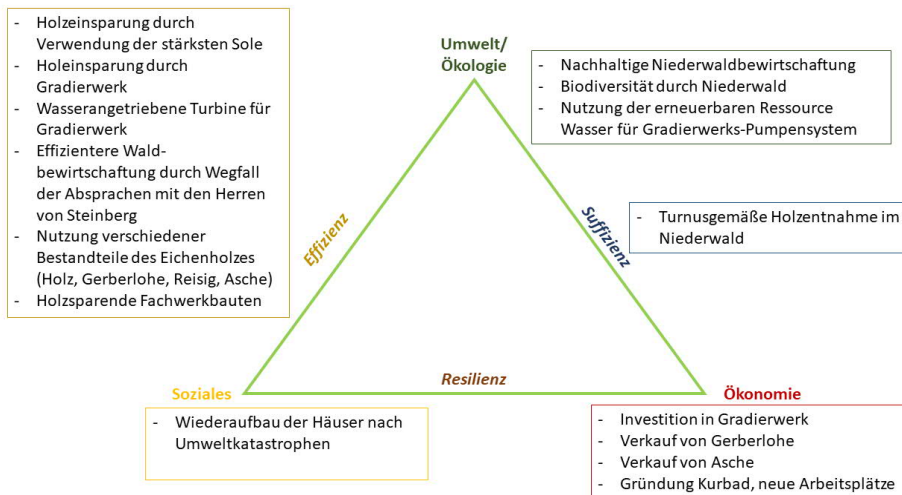 - Holzeinsparung durch
Verwendung der stärksten Sole
- Holeinsparung durch
Gradierwerk
- Wasserangetriebene Turbine für
Gradierwerk
- Effizientere Wald-
bewirtschaftung durch Wegfall
der Absprachen mit den Herren
von Steinberg
- Nutzung verschiedener
Bestandteile des Eichenholzes
(Holz, Gerberlohe, Reisig, Asche)
- Holzsparende Fachwerkbauten
Umwelt/
Ökologie
- Nachhaltige Niederwaldbewirtschaftung
- Biodiversität durch Niederwald
- Nutzung der erneuerbaren Ressource
Wasser für Gradierwerks-Pumpensystem
Effizienz
Suffizienz
- Turnusgemäße Holzentnahme im
Niederwald
Resilienz
Soziales
- Wiederaufbau der Häuser nach
Umweltkatastrophen
Ökonomie
- Investition in Gradierwerk
- Verkauf von Gerberlohe
- Verkauf von Asche
- Gründung Kurbad, neue Arbeitsplätze